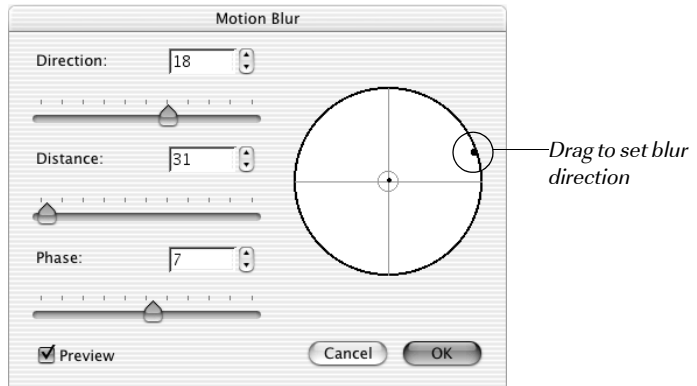 Motion Blur
Direction: 18
Distance: 31
Phase: 7
Preview
Cancel
OK
Drag to set blur
direction